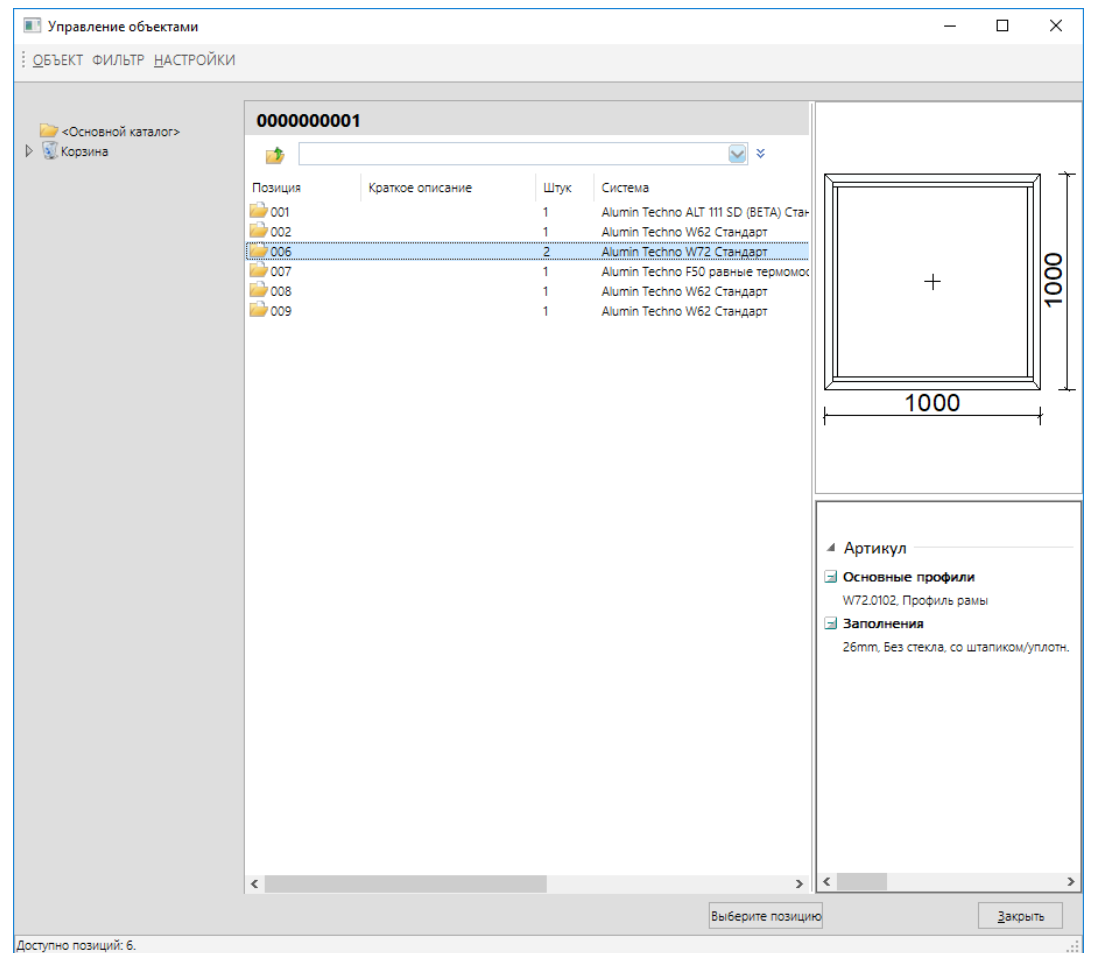 Управление объектами
ОБЪЕКТ ФИЛЬТР НАСТРОЙКИ
<Основной каталог>
Корзина
0000000001
Позиция Краткое описание Штук Система
001 1 Alumin Techno ALT 111 SD (BETA) Стан
002 1 Alumin Techno W62 Стандарт
006 2 Alumin Techno W72 Стандарт
007 1 Alumin Techno F50 равные термомос
008 1 Alumin Techno W62 Стандарт
009 1 Alumin Techno W62 Стандарт
1000
1000
Артикул
Основные профили
W72.0102, Профиль рамы
Заполнения
26mm, Без стекла, со штапиком/уплотн.
Выберите позицию
Закрыть
Доступно позиций: 6.